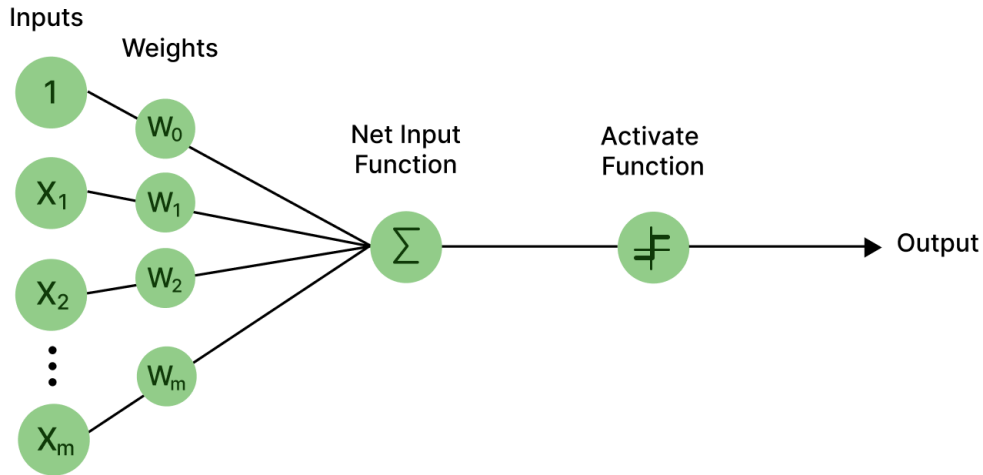 Inputs
Weights
1
W₀
Net Input
Function
Activate
Function
X₁
W₁
∑
Output
X₂
W₂
Wₘ
Xₘ